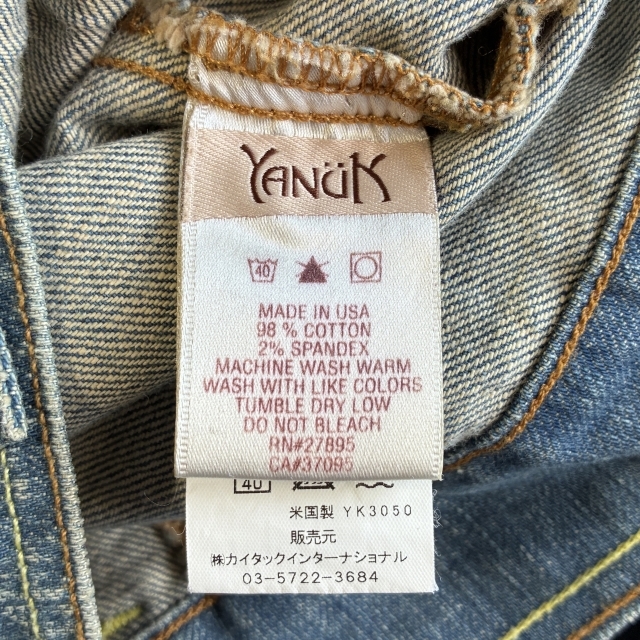 YANÜK
40
MADE IN USA
98 % COTTON
2% SPANDEX
MACHINE WASH WARM
WASH WITH LIKE COLORS
TUMBLE DRY LOW
DO NOT BLEACH
RN#27895
CA#37095
40
米国製 YK3050
販売元
㈱カイタックインターナショナル
03-5722-3684